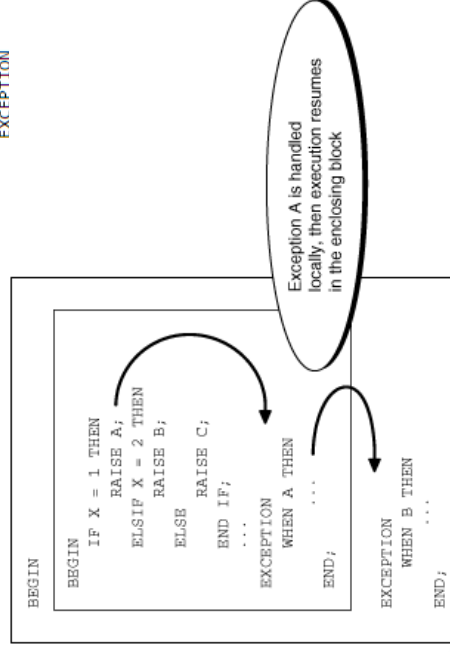 EXCEPTION
BEGIN
BEGIN
IF X = 1 THEN
RAISE A;
ELSIF X = 2 THEN
RAISE B;
ELSE
RAISE C;
END IF;
...
EXCEPTION
WHEN A THEN
...
END;
EXCEPTION
WHEN B THEN
...
END;
Exception A is handled
locally, then execution resumes
in the enclosing block